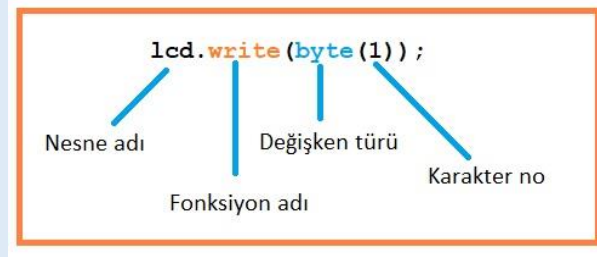 lcd.write(byte(1));
Nesne adı
Değişken türü
Karakter no
Fonksiyon adı